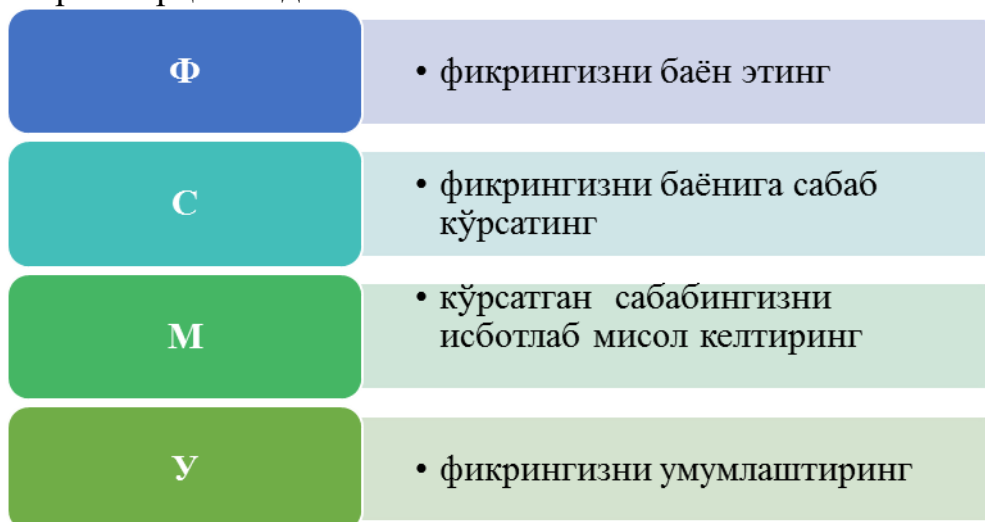 Ф
• фикрингизни баён этинг
С
• фикрингизни баёнига сабаб
кўрсатинг
М
• кўрсатган сабабингизни
исботлаб мисол келтиринг
У
• фикрингизни умумлаштиринг